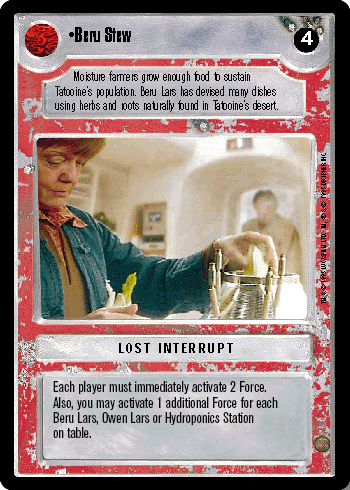 •Beru Stew
4
Moisture farmers grow enough food to sustain
Tatooine's population. Beru Lars has devised many dishes
using herbs and roots naturally found in Tatooine's desert.
LOST INTERRUPT
Each player must immediately activate 2 Force.
Also, you may activate 1 additional Force for each
Beru Lars, Owen Lars or Hydroponics Station
on table.